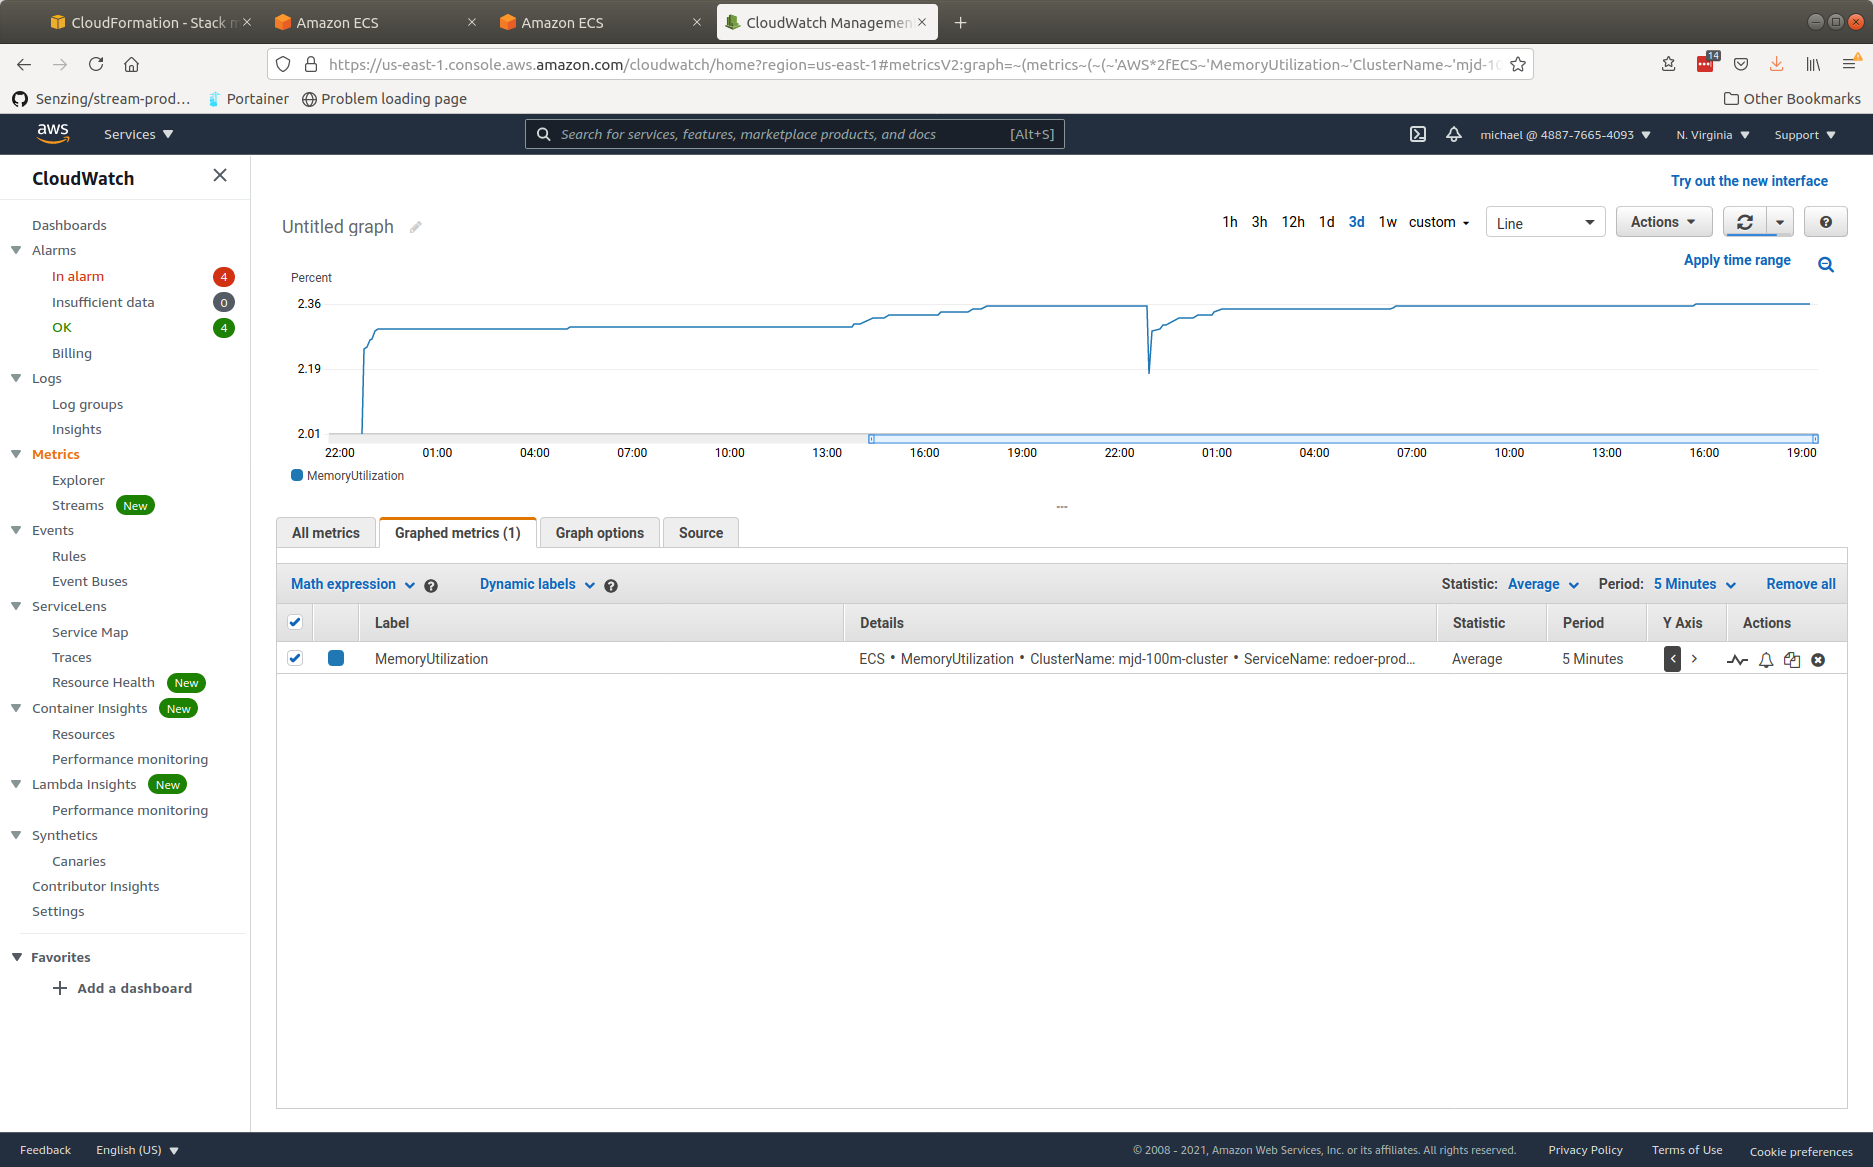 CloudFormation - Stack
Amazon ECS
Amazon ECS
CloudWatch Managemen
https://us-east-1.console.aws.amazon.com/cloudwatch/home?region=us-east-1#metricsV2:graph=~(metrics~(~(~'AWS*2fECS~'MemoryUtilization~'ClusterName~'mjd-10
14
Senzing/stream-prod…
Portainer
Problem loading page
Other Bookmarks
aws
Services
Search for services, features, marketplace products, and docs
[Alt+S]
michael @ 4887-7665-4093
N. Virginia
Support
CloudWatch
Dashboards
Alarms
In alarm 4
Insufficient data 0
OK 4
Billing
Logs
Log groups
Insights
Metrics
Explorer
Streams New
Events
Rules
Event Buses
ServiceLens
Service Map
Traces
Resource Health New
Container Insights New
Resources
Performance monitoring
Lambda Insights New
Performance monitoring
Synthetics
Canaries
Contributor Insights
Settings
Favorites
Add a dashboard
Try out the new interface
Untitled graph
1h 3h 12h 1d 3d 1w custom
Line
Actions
Apply time range
Percent
2.36
2.19
2.01
22:00 01:00 04:00 07:00 10:00 13:00 16:00 19:00 22:00 01:00 04:00 07:00 10:00 13:00 16:00 19:00
MemoryUtilization
All metrics
Graphed metrics (1)
Graph options
Source
Math expression
Dynamic labels
Statistic: Average
Period: 5 Minutes
Remove all
Label Details Statistic Period Y Axis Actions
MemoryUtilization ECS • MemoryUtilization • ClusterName: mjd-100m-cluster • ServiceName: redoer-prod… Average 5 Minutes
Feedback
English (US)
© 2008 - 2021, Amazon Web Services, Inc. or its affiliates. All rights reserved.
Privacy Policy
Terms of Use
Cookie preferences